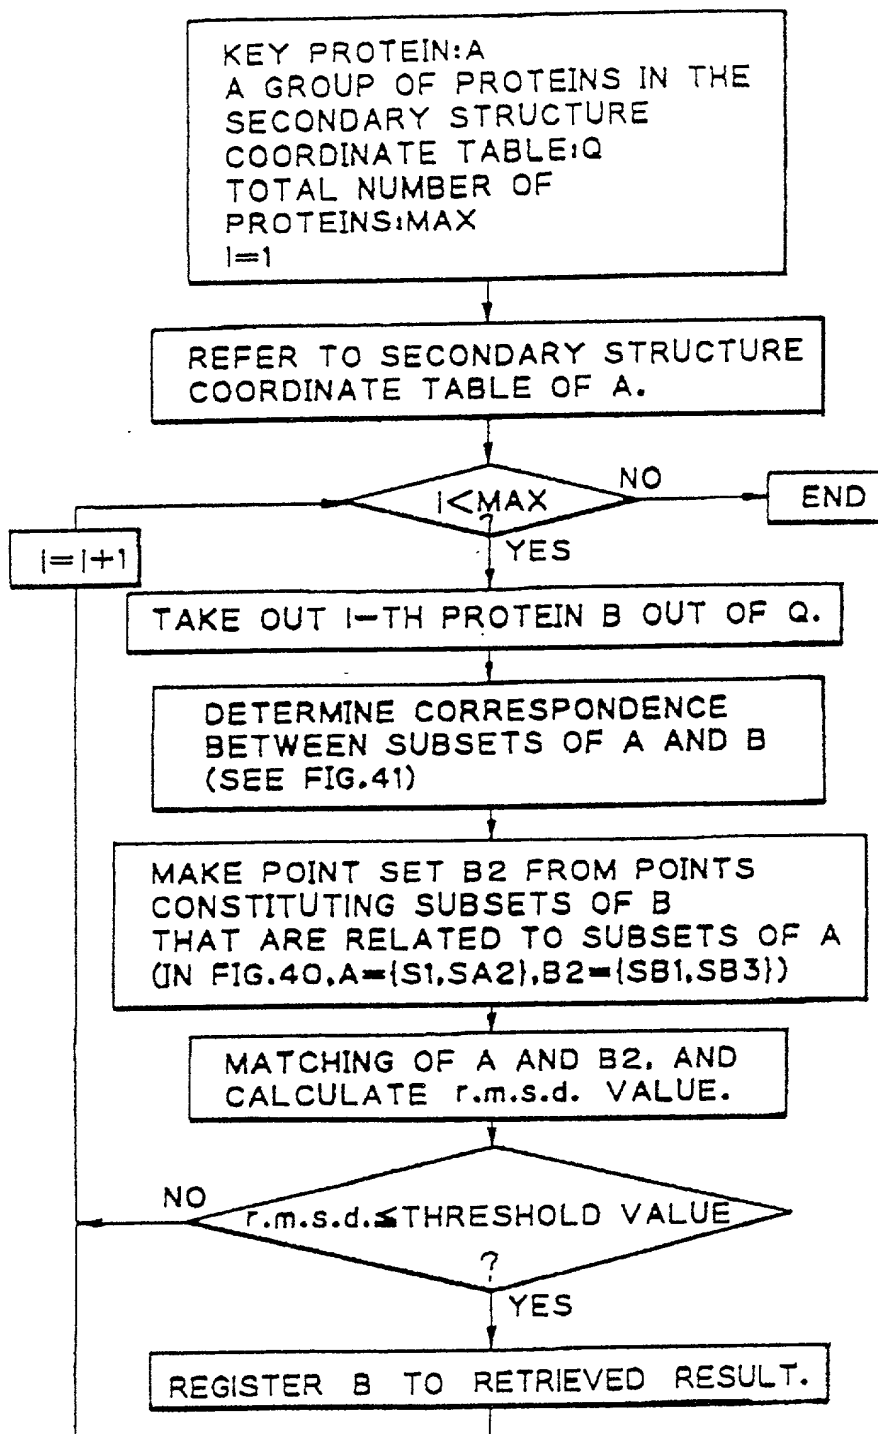 KEY PROTEIN:A
A GROUP OF PROTEINS IN THE
SECONDARY STRUCTURE
COORDINATE TABLE:Q
TOTAL NUMBER OF
PROTEINS:MAX
I=1
REFER TO SECONDARY STRUCTURE
COORDINATE TABLE OF A.
I<MAX
?
NO
END
YES
I=I+1
TAKE OUT I-TH PROTEIN B OUT OF Q.
DETERMINE CORRESPONDENCE
BETWEEN SUBSETS OF A AND B
(SEE FIG.41)
MAKE POINT SET B2 FROM POINTS
CONSTITUTING SUBSETS OF B
THAT ARE RELATED TO SUBSETS OF A
(IN FIG.40,A={S1,SA2},B2={SB1,SB3})
MATCHING OF A AND B2, AND
CALCULATE r.m.s.d. VALUE.
NO
r.m.s.d.≦THRESHOLD VALUE
?
YES
REGISTER B TO RETRIEVED RESULT.